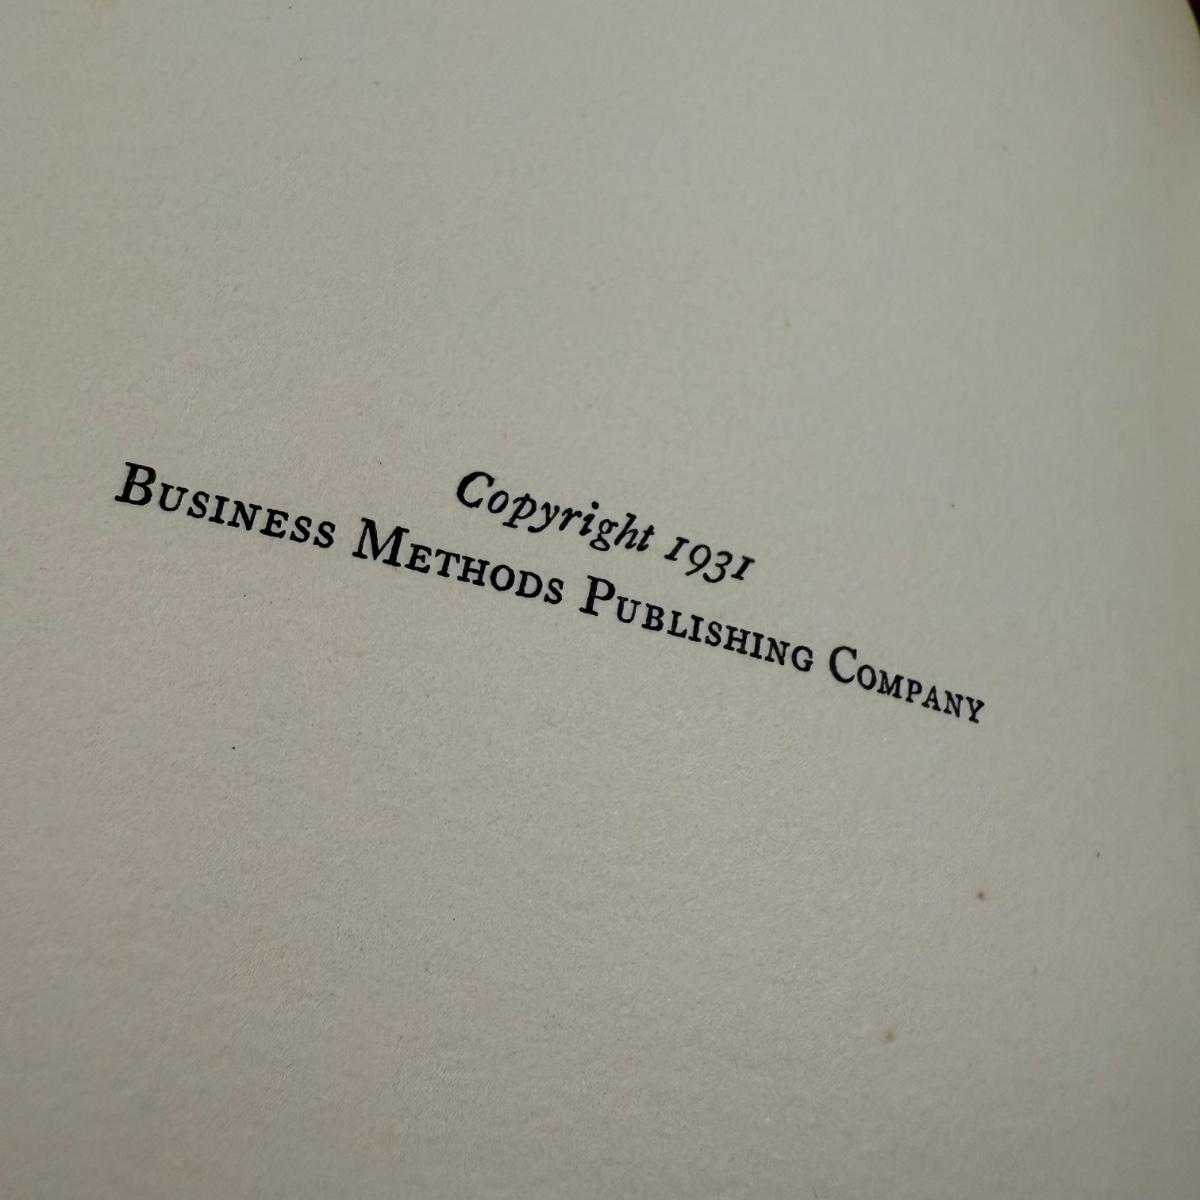 Copyright 1931
Business Methods Publishing Company